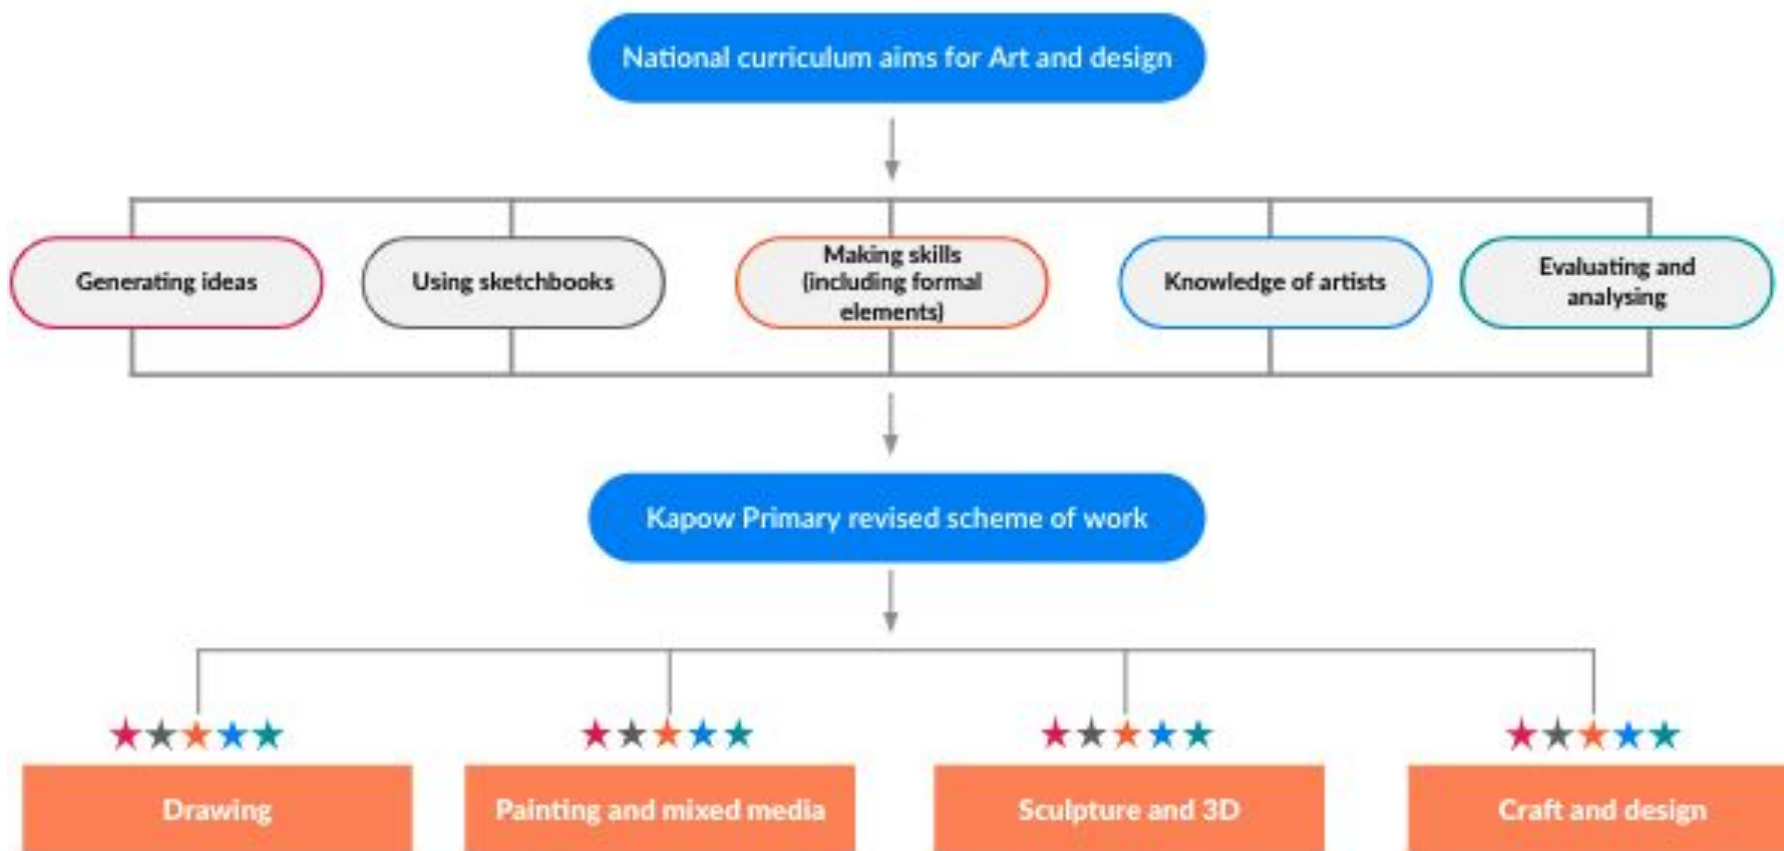 National curriculum aims for Art and design
Generating ideas
Using sketchbooks
Making skills
(including formal
elements)
Knowledge of artists
Evaluating and
analysing
Kapow Primary revised scheme of work
Drawing
Painting and mixed media
Sculpture and 3D
Craft and design